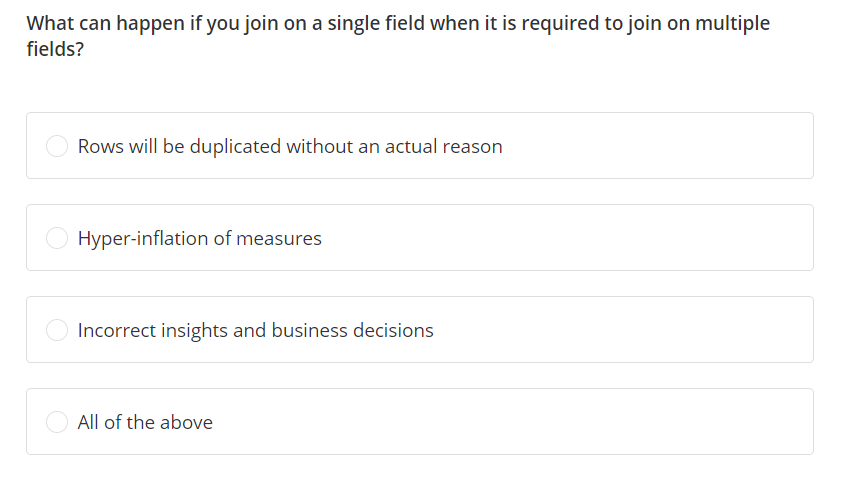 What can happen if you join on a single field when it is required to join on multiple
fields?
Rows will be duplicated without an actual reason
Hyper-inflation of measures
Incorrect insights and business decisions
All of the above